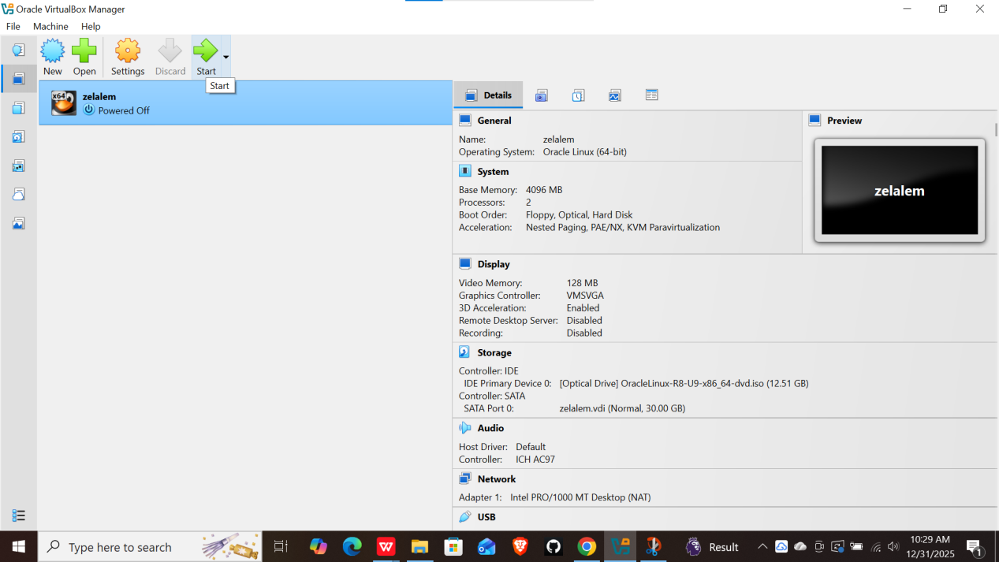 Oracle VirtualBox Manager
File Machine Help
New Open Settings Discard Start
Start
x64
zelalem
Powered Off
Details
General
Name: zelalem
Operating System: Oracle Linux (64-bit)
Preview
zelalem
System
Base Memory: 4096 MB
Processors: 2
Boot Order: Floppy, Optical, Hard Disk
Acceleration: Nested Paging, PAE/NX, KVM Paravirtualization
Display
Video Memory: 128 MB
Graphics Controller: VMSVGA
3D Acceleration: Enabled
Remote Desktop Server: Disabled
Recording: Disabled
Storage
Controller: IDE
IDE Primary Device 0: [Optical Drive] OracleLinux-R8-U9-x86_64-dvd.iso (12.51 GB)
Controller: SATA
SATA Port 0: zelalem.vdi (Normal, 30.00 GB)
Audio
Host Driver: Default
Controller: ICH AC97
Network
Adapter 1: Intel PRO/1000 MT Desktop (NAT)
USB
Type here to search
Result
10:29 AM
12/31/2025
1